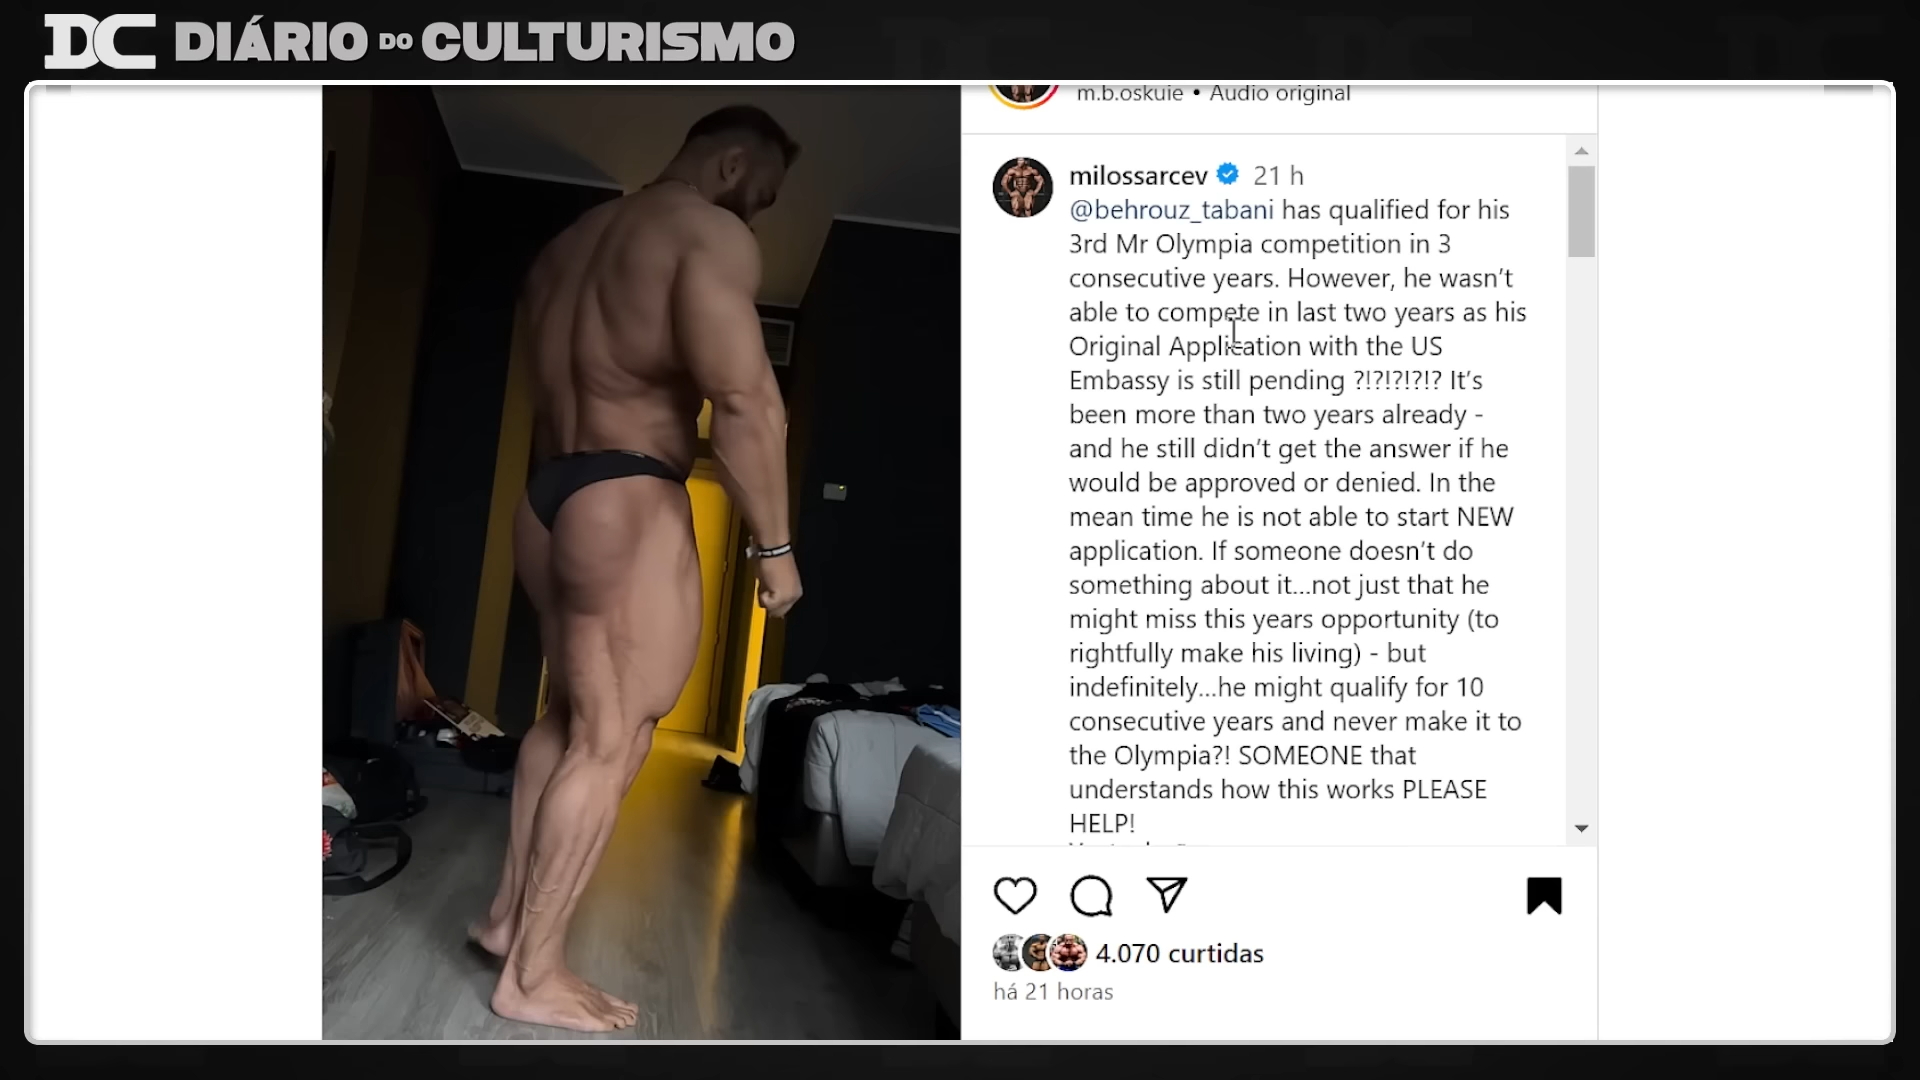 DC DIÁRIO DO CULTURISMO
m.b.oskuie • Audio original
milossarcev 21 h
@behrouz_tabani has qualified for his
3rd Mr Olympia competition in 3
consecutive years. However, he wasn’t
able to compete in last two years as his
Original Application with the US
Embassy is still pending ?!?!?!?!? It’s
been more than two years already -
and he still didn’t get the answer if he
would be approved or denied. In the
mean time he is not able to start NEW
application. If someone doesn’t do
something about it...not just that he
might miss this years opportunity (to
rightfully make his living) - but
indefinitely...he might qualify for 10
consecutive years and never make it to
the Olympia?! SOMEONE that
understands how this works PLEASE
HELP!
4.070 curtidas
há 21 horas